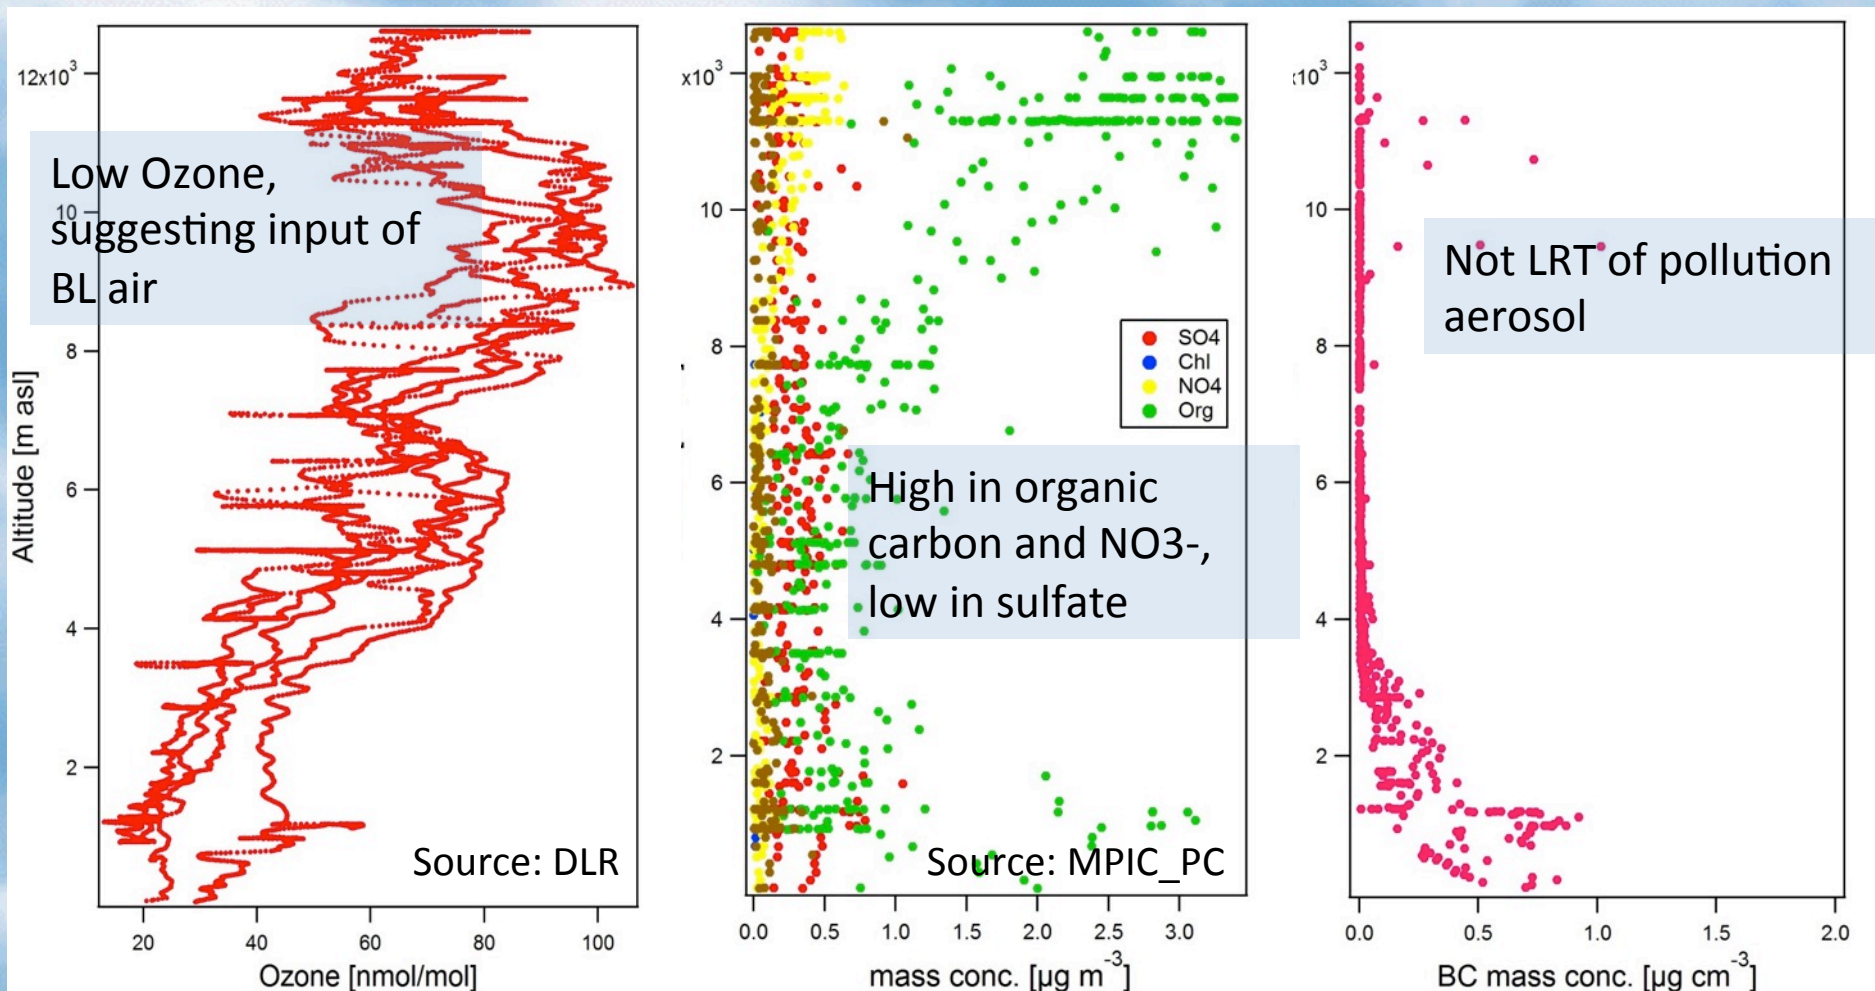 12x10³
10
8
6
4
2
Altitude [m asl]
Low Ozone,
suggesting input of
BL air
Source: DLR
20 40 60 80 100
Ozone [nmol/mol]
x10³
10
8
6
4
2
SO4
Chl
NO4
Org
High in organic
carbon and NO3-,
low in sulfate
Source: MPIC_PC
0.0 0.5 1.0 1.5 2.0 2.5 3.0
mass conc. [µg m⁻³]
x10³
10
8
6
4
2
Not LRT of pollution
aerosol
0.0 0.5 1.0 1.5 2.0
BC mass conc. [µg cm⁻³]